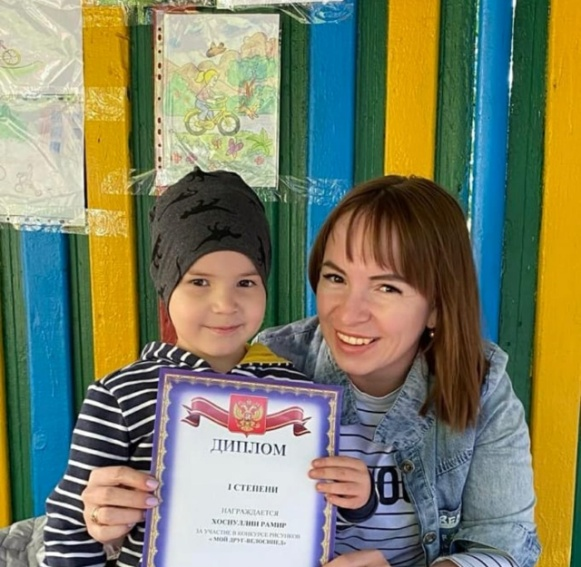 ДИПЛОМ
I СТЕПЕНИ
НАГРАЖДАЕТСЯ
ХОСНУЛЛИН РАМИР
ЗА УЧАСТИЕ В КОНКУРСЕ РИСУНКОВ
« МОЙ ДРУГ-ВЕЛОСИПЕД»